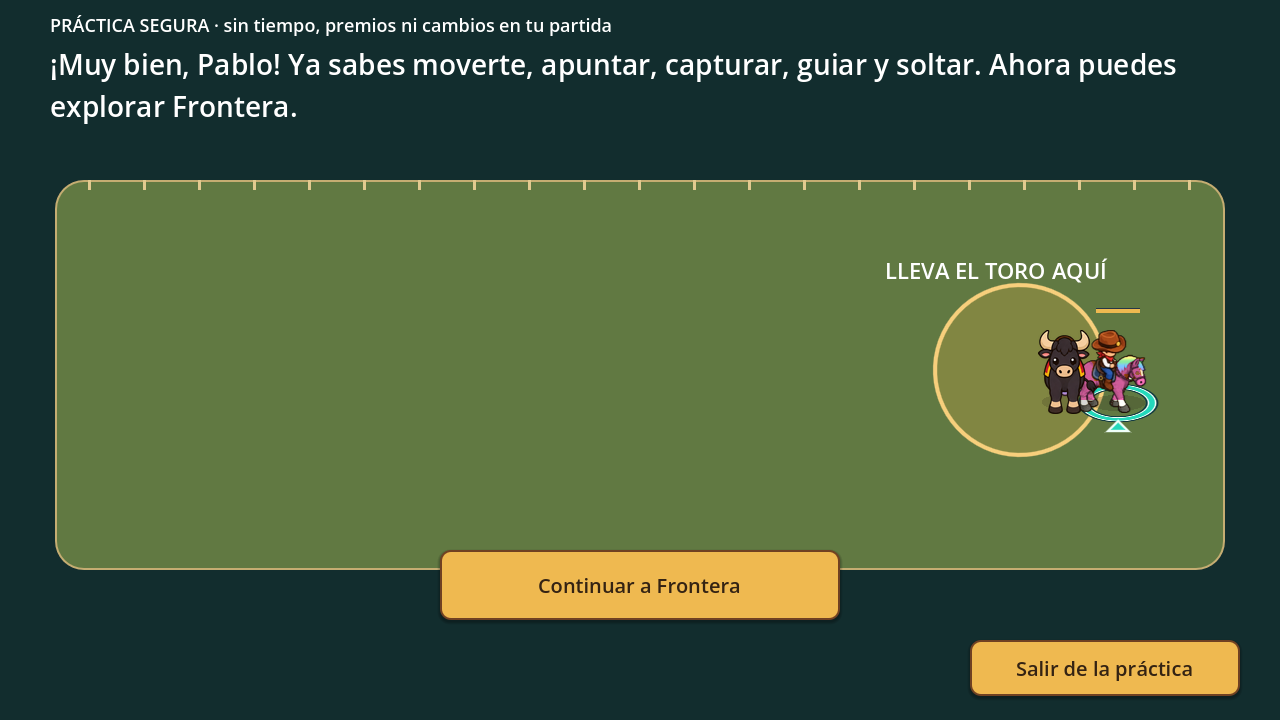 PRÁCTICA SEGURA · sin tiempo, premios ni cambios en tu partida
¡Muy bien, Pablo! Ya sabes moverte, apuntar, capturar, guiar y soltar. Ahora puedes
explorar Frontera.
LLEVA EL TORO AQUÍ
Continuar a Frontera
Salir de la práctica